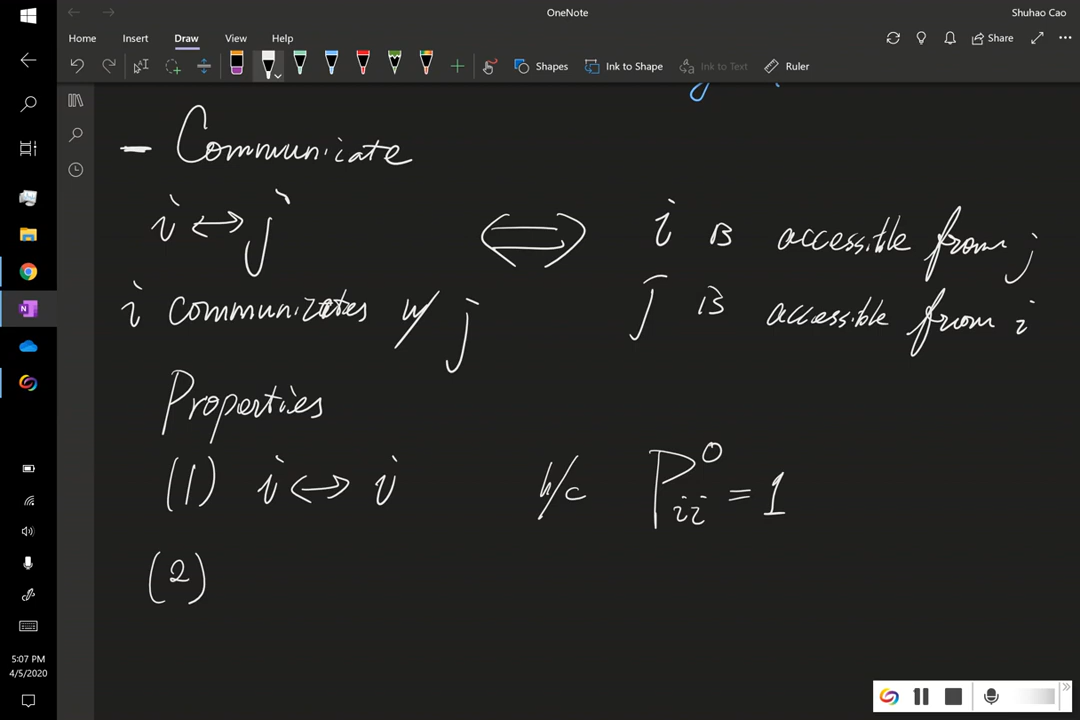 OneNote
Shuhao Cao
Home Insert Draw View Help
Share
Shapes Ink to Shape Ink to Text Ruler
- Communicate
i ↔ j ⟺ i is accessible from j
i communicates w/ j j is accessible from i
Properties
(1) i ↔ i b/c P⁰ᵢᵢ = 1
(2)
5:07 PM
4/5/2020